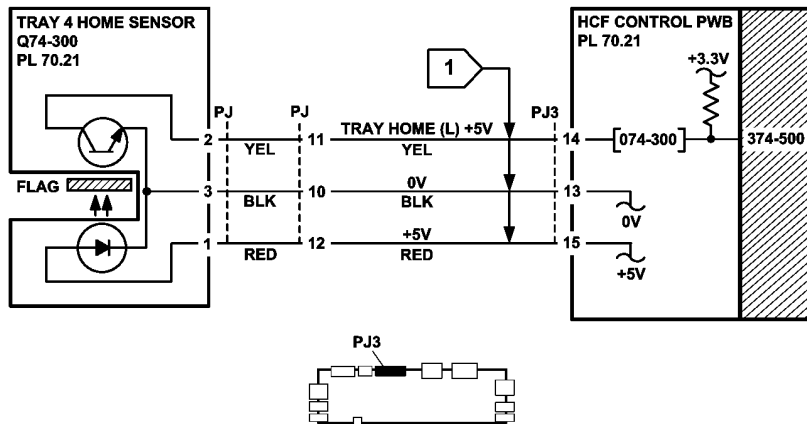 TRAY 4 HOME SENSOR
Q74-300
PL 70.21
HCF CONTROL PWB
PL 70.21
+3.3V
1
PJ
PJ
PJ3
2
YEL
11
TRAY HOME (L) +5V
YEL
14
074-300
374-500
FLAG
3
BLK
10
0V
BLK
13
0V
1
RED
12
+5V
RED
15
+5V
PJ3